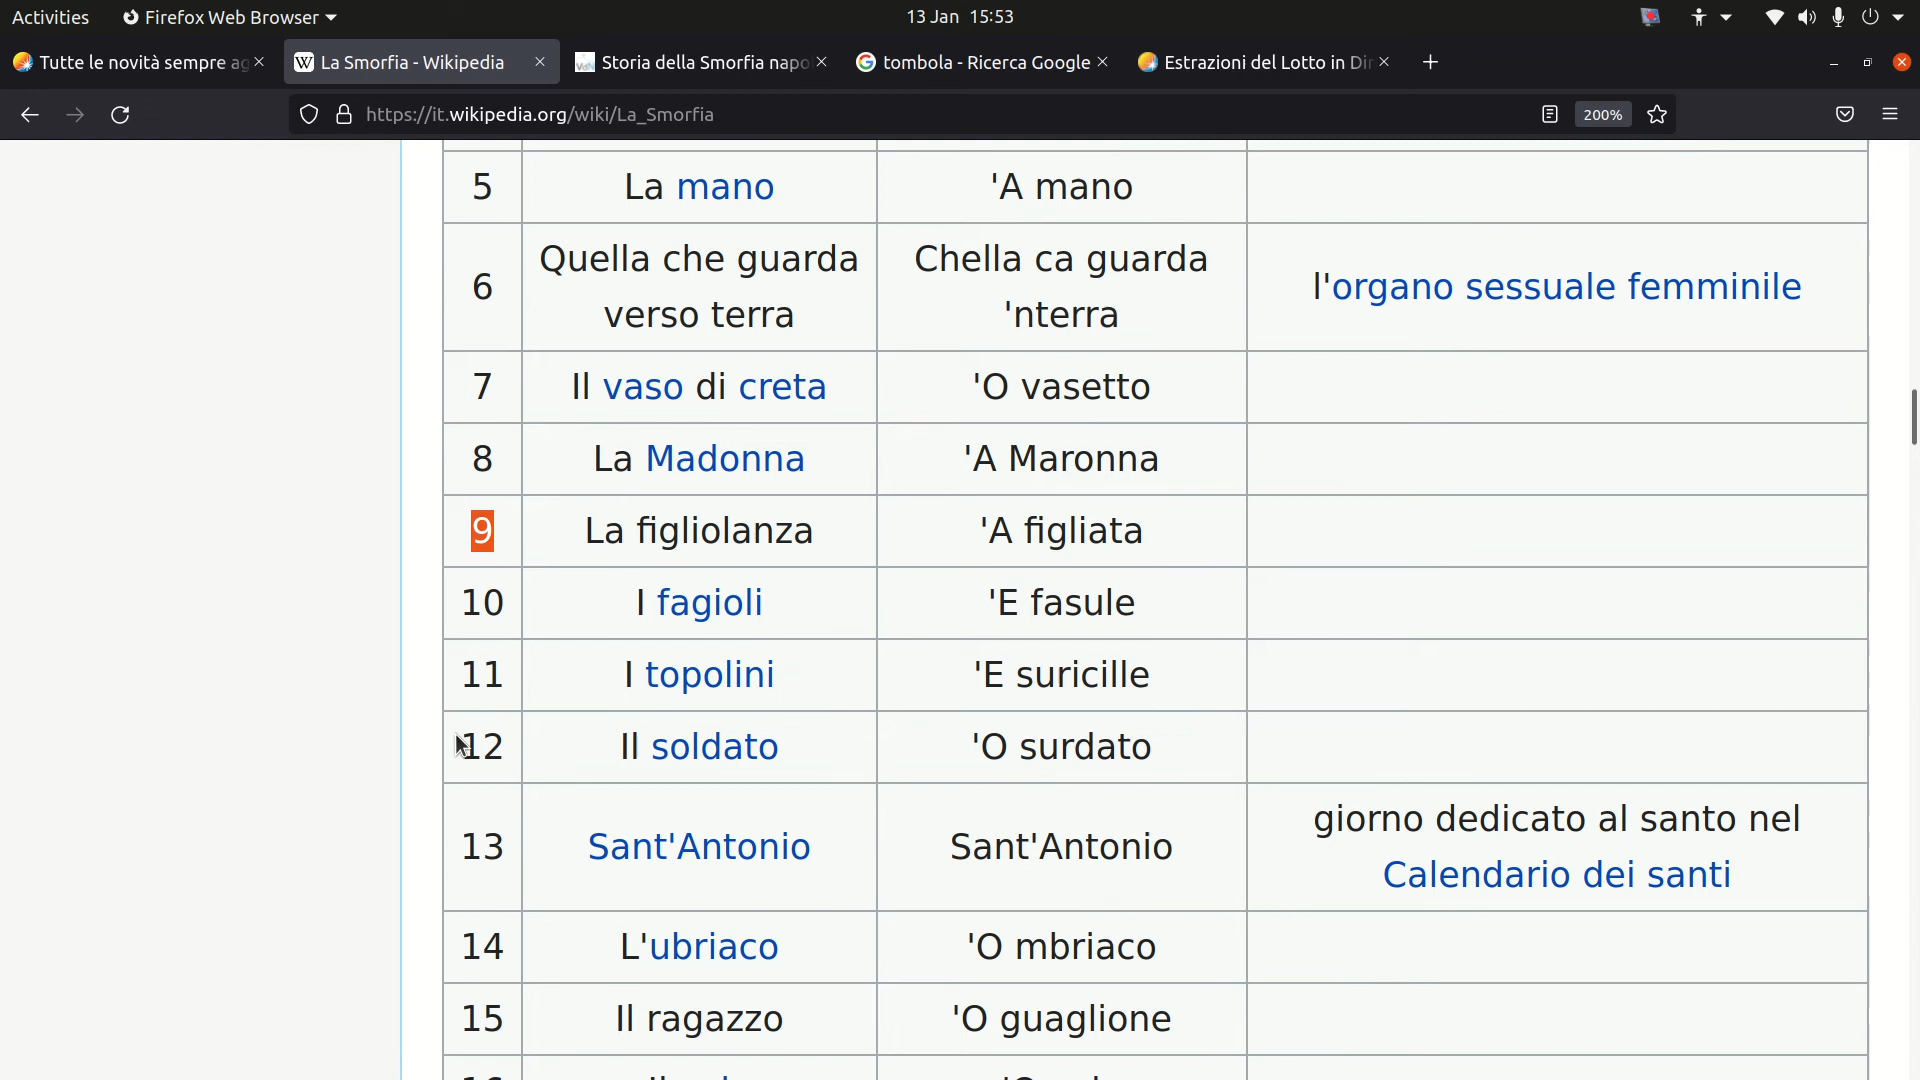 Activities Firefox Web Browser 13 Jan 15:53
Tutte le novità sempre ag La Smorfia - Wikipedia Storia della Smorfia napo tombola - Ricerca Google Estrazioni del Lotto in Dir
https://it.wikipedia.org/wiki/La_Smorfia 200%
5 La mano 'A mano
6 Quella che guarda verso terra Chella ca guarda 'nterra l'organo sessuale femminile
7 Il vaso di creta 'O vasetto
8 La Madonna 'A Maronna
9 La figliolanza 'A figliata
10 I fagioli 'E fasule
11 I topolini 'E suricille
12 Il soldato 'O surdato
13 Sant'Antonio Sant'Antonio giorno dedicato al santo nel Calendario dei santi
14 L'ubriaco 'O mbriaco
15 Il ragazzo 'O guaglione